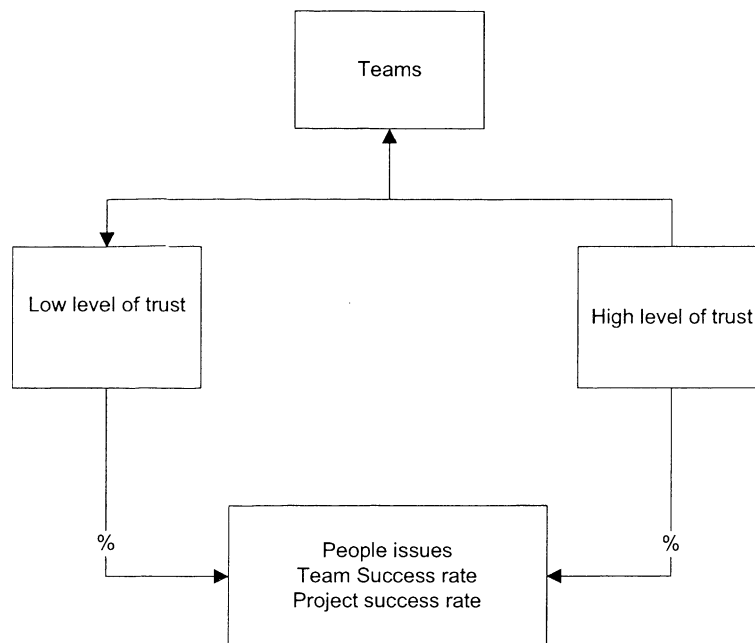 Teams
Low level of trust
High level of trust
%
%
People issues
Team Success rate
Project success rate